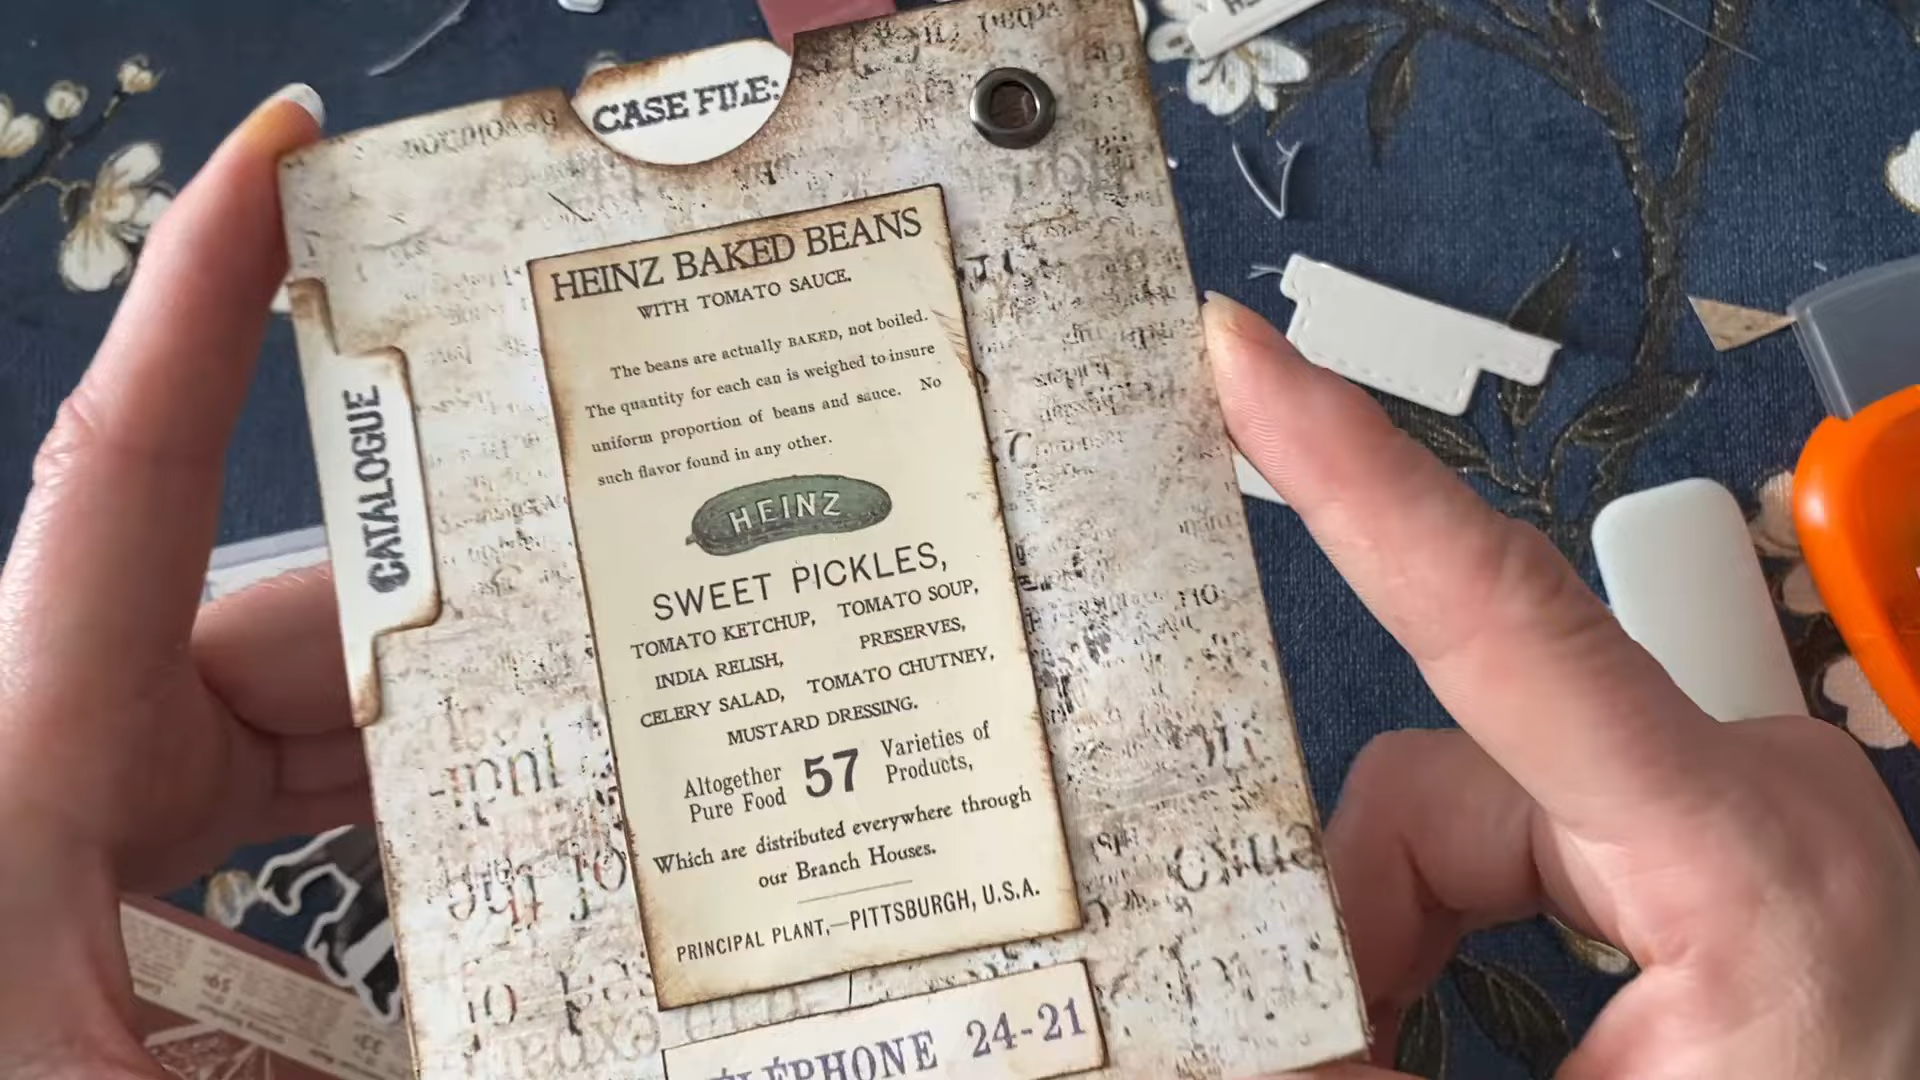 CASE FILE:
CATALOGUE
HEINZ BAKED BEANS
WITH TOMATO SAUCE.
The beans are actually BAKED, not boiled.
The quantity for each can is weighed to insure
uniform proportion of beans and sauce. No
such flavor found in any other.
HEINZ
SWEET PICKLES,
TOMATO KETCHUP, TOMATO SOUP,
INDIA RELISH, PRESERVES,
CELERY SALAD, TOMATO CHUTNEY,
MUSTARD DRESSING.
Altogether 57 Varieties of
Pure Food Products,
Which are distributed everywhere through
our Branch Houses.
PRINCIPAL PLANT,—PITTSBURGH, U.S.A.
TÉLÉPHONE 24-21